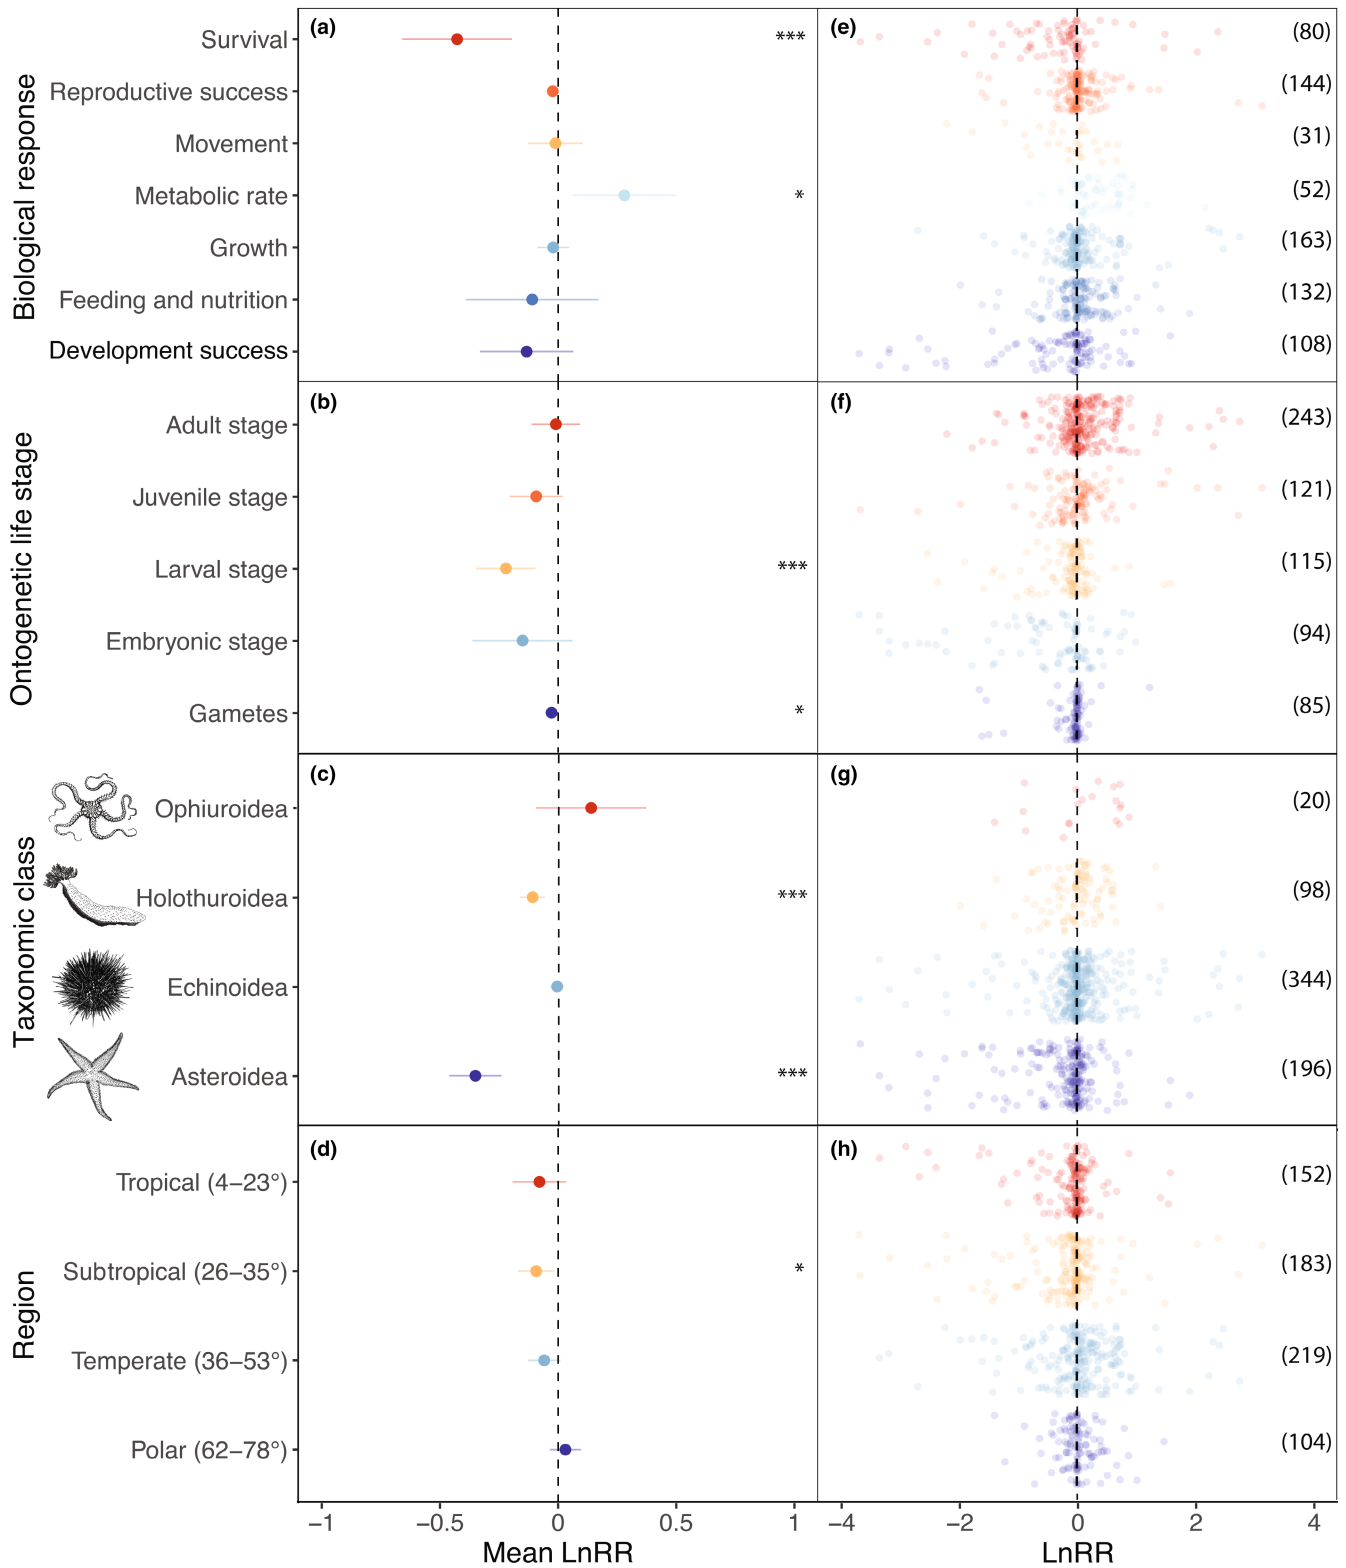 Biological response
(a)
(e)
Survival
***
(80)
Reproductive success
(144)
Movement
(31)
Metabolic rate
*
(52)
Growth
(163)
Feeding and nutrition
(132)
Development success
(108)
Ontogenetic life stage
(b)
(f)
Adult stage
(243)
Juvenile stage
(121)
Larval stage
***
(115)
Embryonic stage
(94)
Gametes
*
(85)
Taxonomic class
(c)
(g)
Ophiuroidea
(20)
Holothuroidea
***
(98)
Echinoidea
(344)
Asteroidea
***
(196)
Region
(d)
(h)
Tropical (4–23°)
(152)
Subtropical (26–35°)
*
(183)
Temperate (36–53°)
(219)
Polar (62–78°)
(104)
−1 −0.5 0 0.5 1
−4 −2 0 2 4
Mean LnRR
LnRR